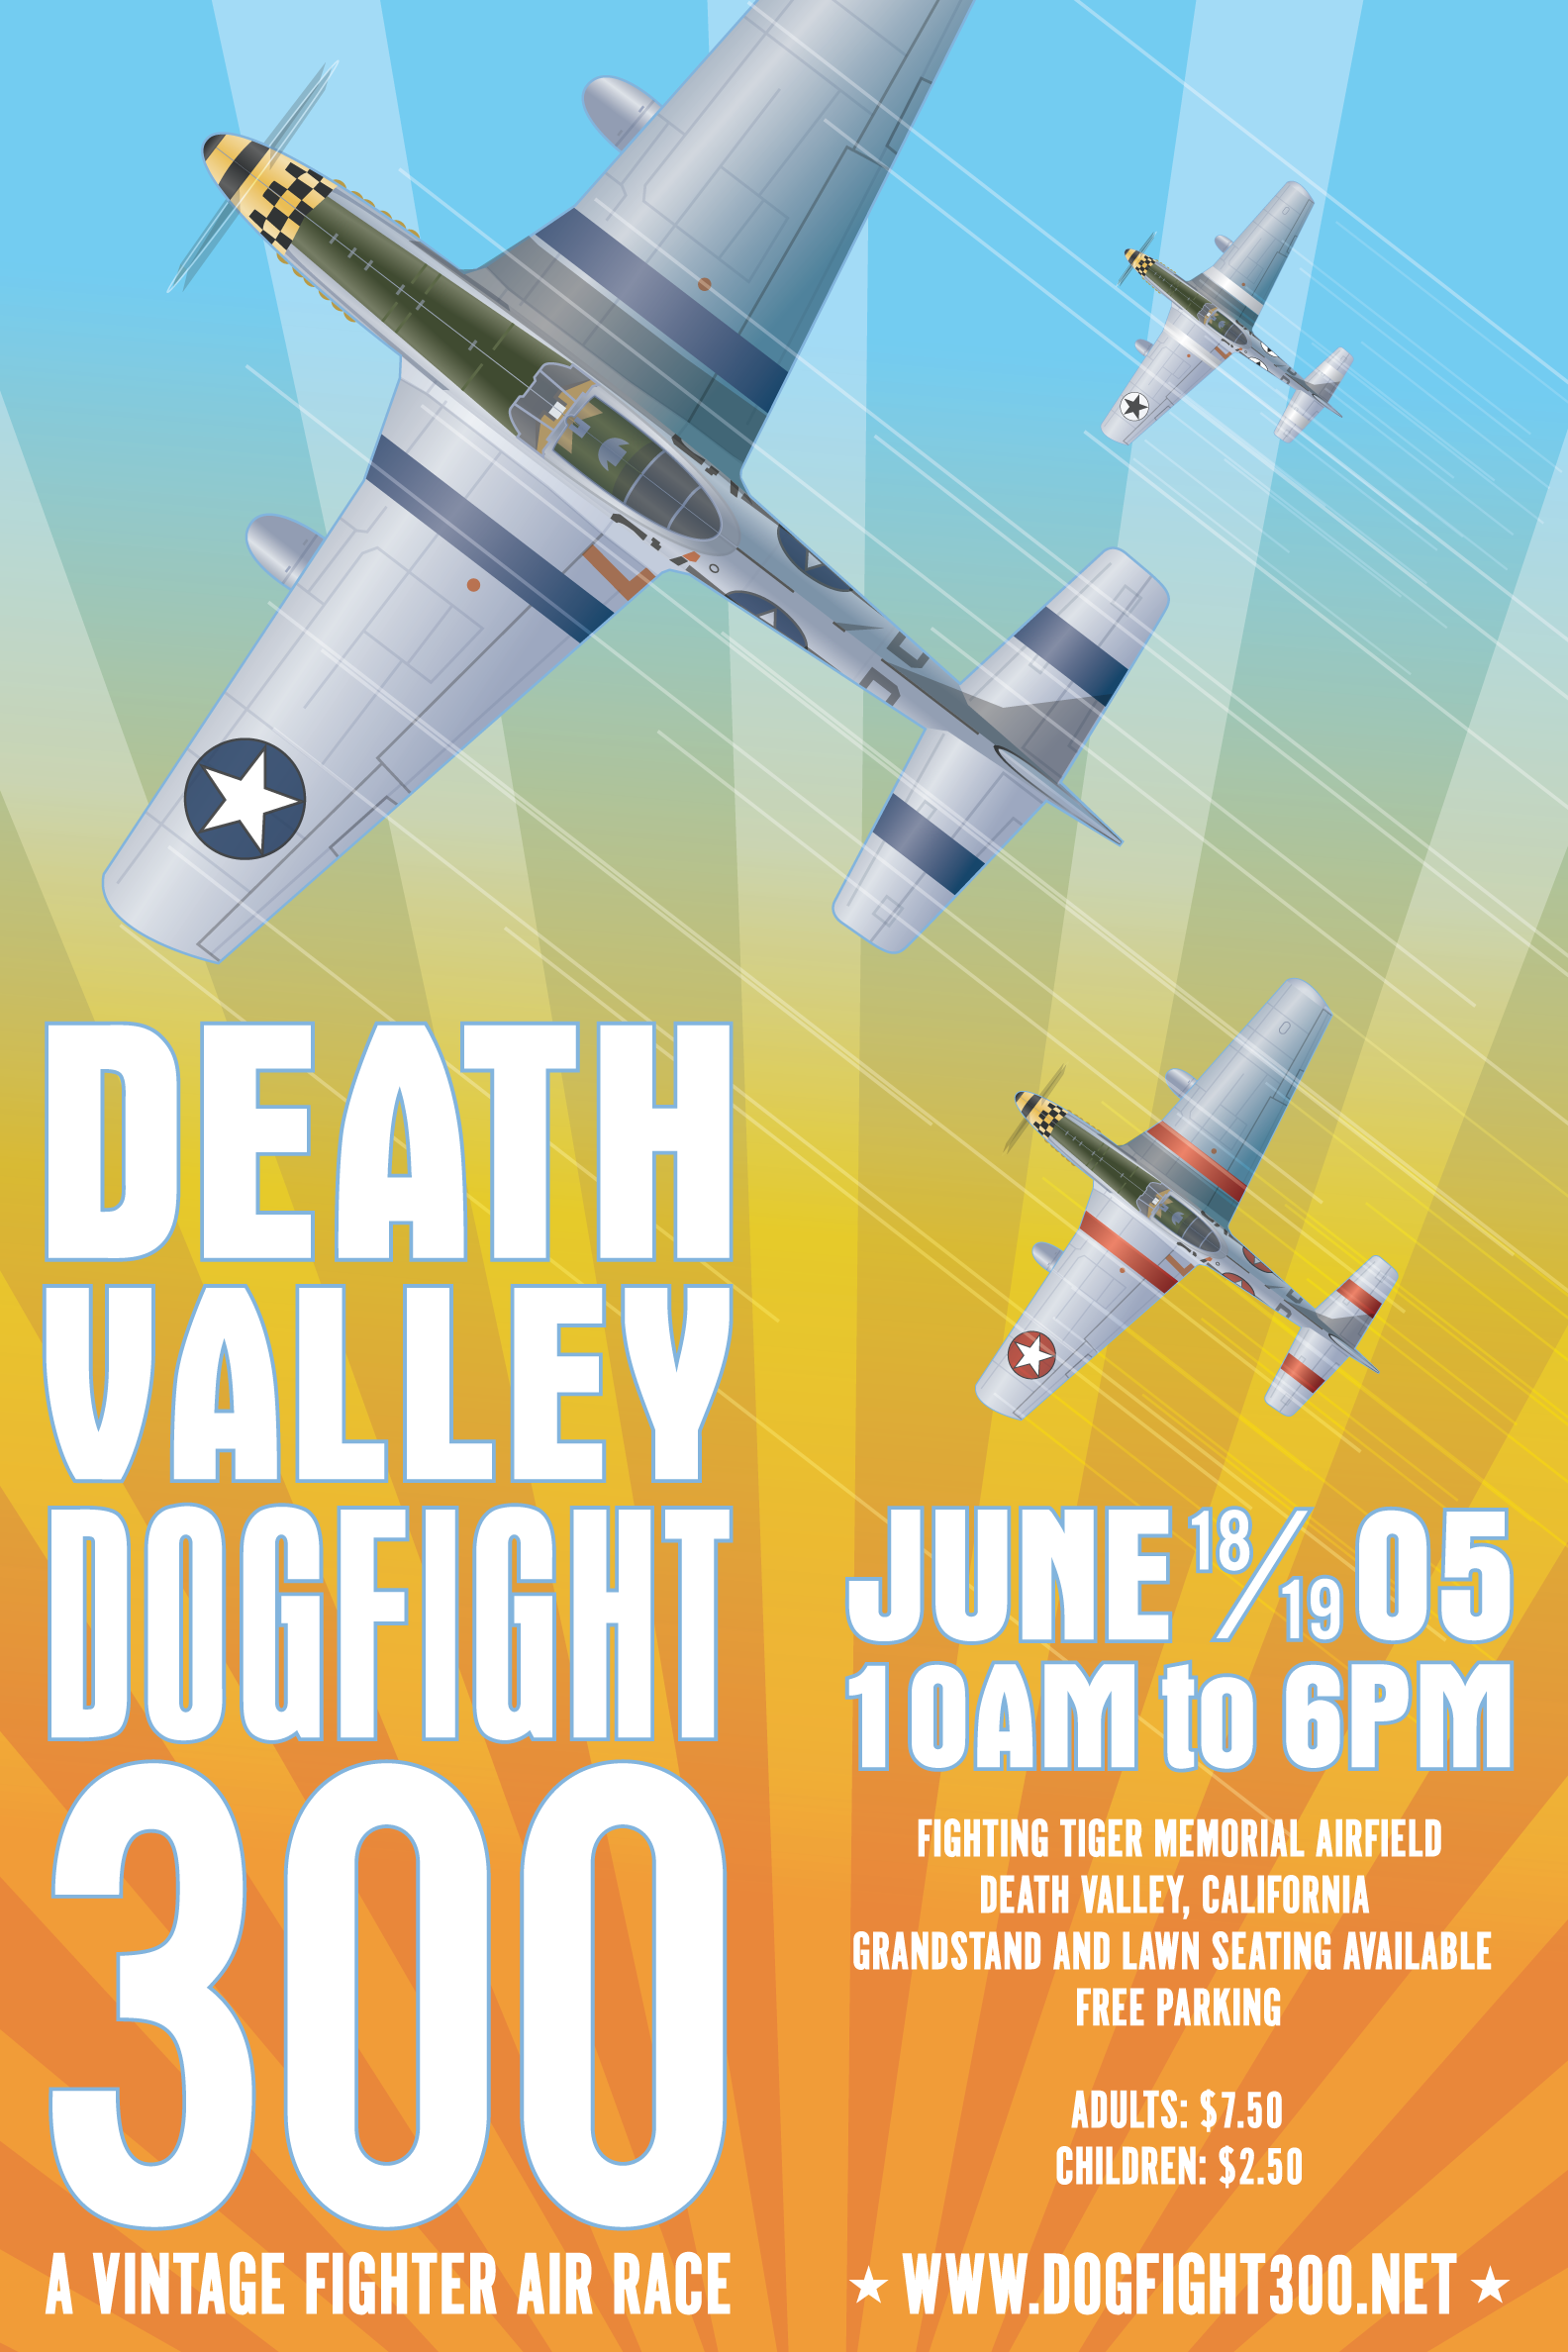 DEATH
VALLEY
DOGFIGHT
300
A VINTAGE FIGHTER AIR RACE
JUNE 18/19 05
10AM to 6PM
FIGHTING TIGER MEMORIAL AIRFIELD
DEATH VALLEY, CALIFORNIA
GRANDSTAND AND LAWN SEATING AVAILABLE
FREE PARKING
ADULTS: $7.50
CHILDREN: $2.50
★ WWW.DOGFIGHT300.NET ★